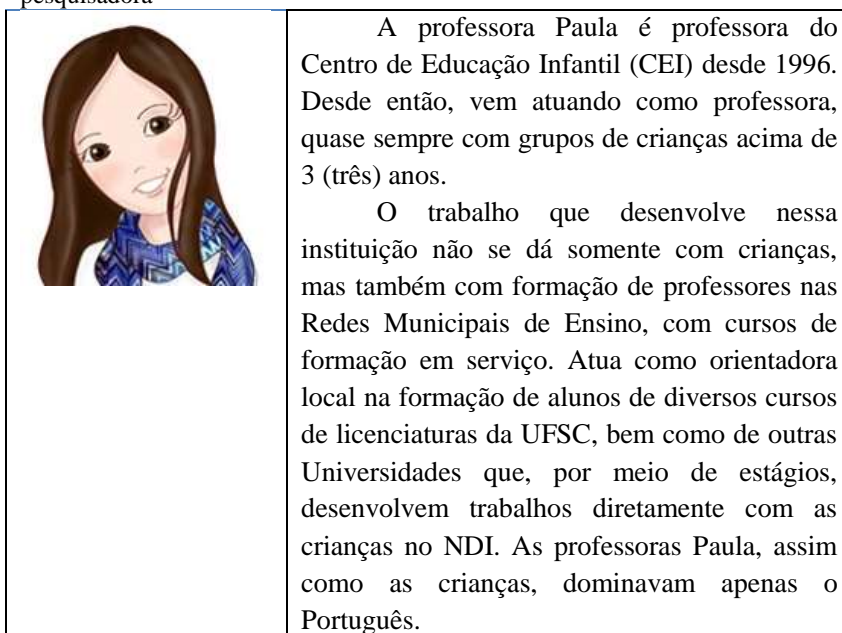 pesquisadora
A professora Paula é professora do
Centro de Educação Infantil (CEI) desde 1996.
Desde então, vem atuando como professora,
quase sempre com grupos de crianças acima de
3 (três) anos.
O trabalho que desenvolve nessa
instituição não se dá somente com crianças,
mas também com formação de professores nas
Redes Municipais de Ensino, com cursos de
formação em serviço. Atua como orientadora
local na formação de alunos de diversos cursos
de licenciaturas da UFSC, bem como de outras
Universidades que, por meio de estágios,
desenvolvem trabalhos diretamente com as
crianças no NDI. As professoras Paula, assim
como as crianças, dominavam apenas o
Português.